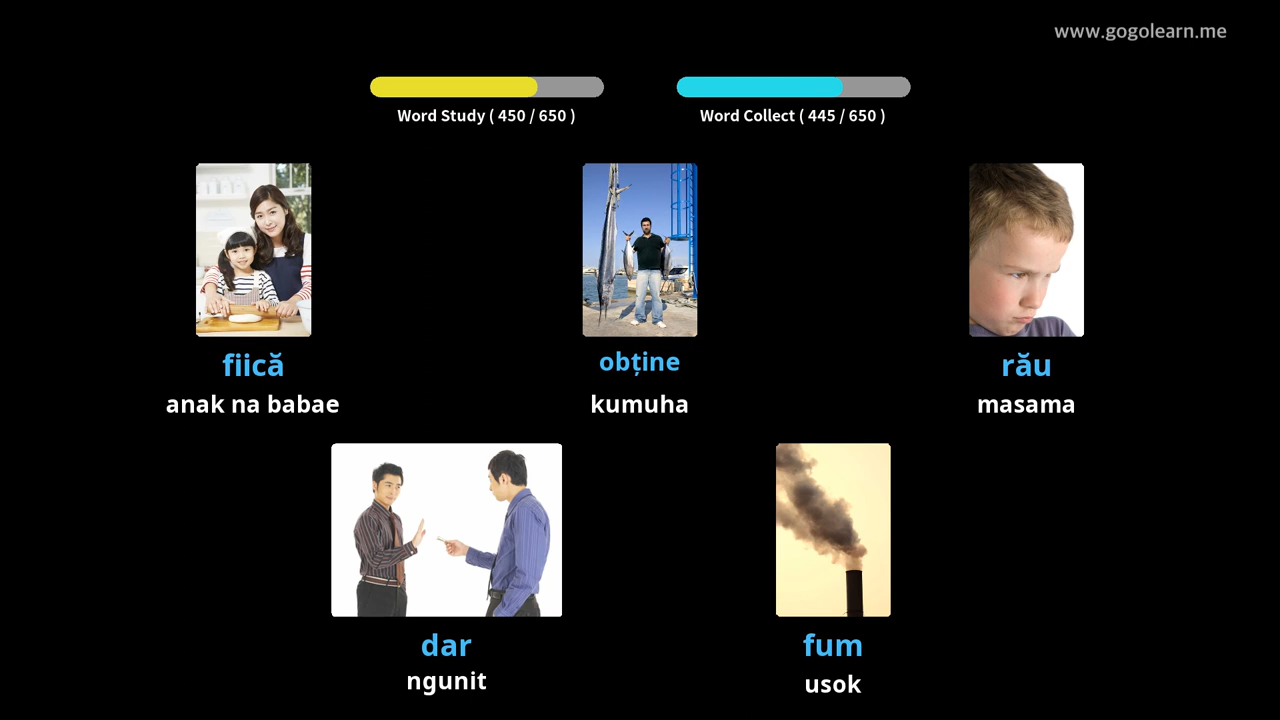 www.gogolearn.me
Word Study ( 450 / 650 )
Word Collect ( 445 / 650 )
fiică
anak na babae
obține
kumuha
rău
masama
dar
ngunit
fum
usok